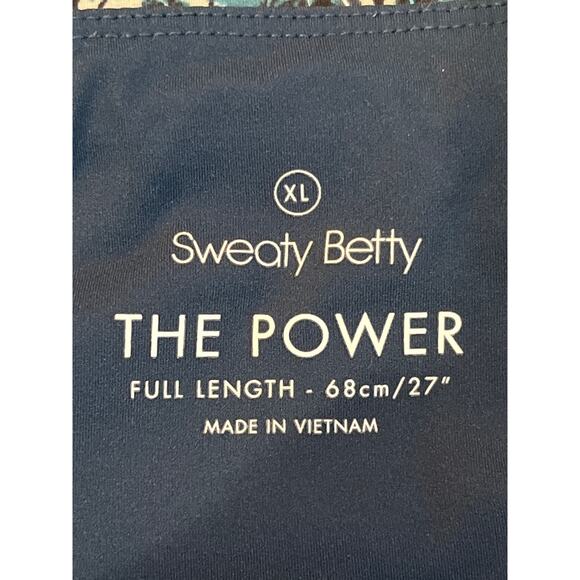 XL
Sweaty Betty
THE POWER
FULL LENGTH - 68cm/27"
MADE IN VIETNAM